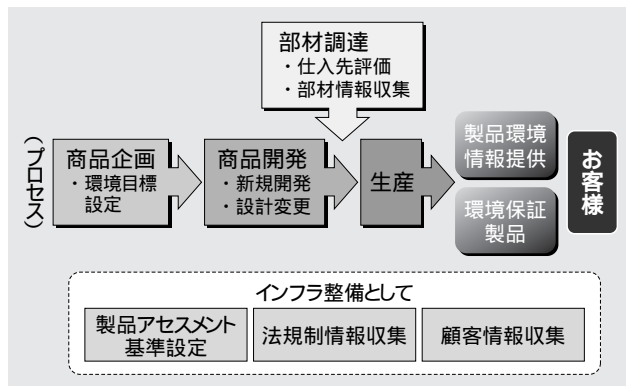 部材調達
・仕入先評価
・部材情報収集
(プロセス)
商品企画
・環境目標
設定
商品開発
・新規開発
・設計変更
生産
製品環境
情報提供
環境保証
製品
お客様
インフラ整備として
製品アセスメント
基準設定
法規制情報収集
顧客情報収集